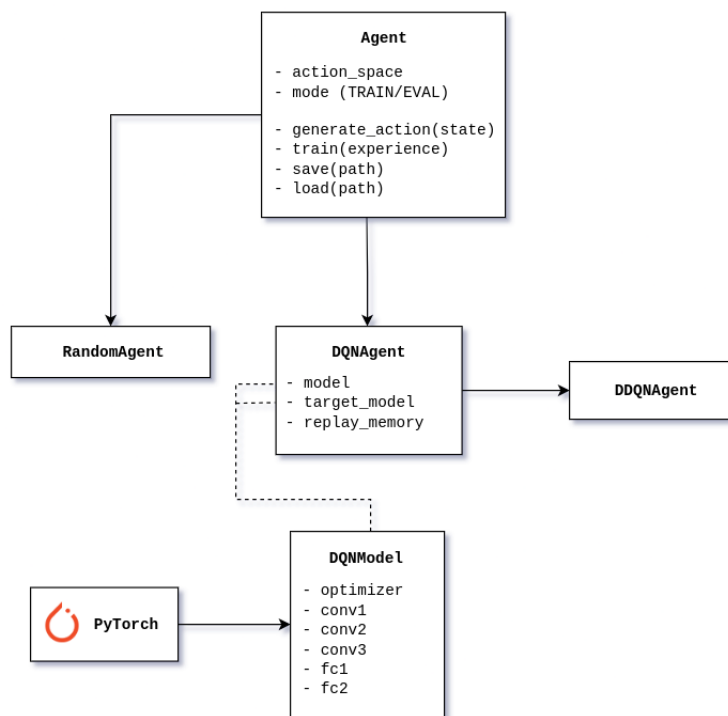 Agent
- action_space
- mode (TRAIN/EVAL)
- generate_action(state)
- train(experience)
- save(path)
- load(path)
RandomAgent
DQNAgent
- model
- target_model
- replay_memory
DDQNAgent
DQNModel
- optimizer
- conv1
- conv2
- conv3
- fc1
- fc2
PyTorch